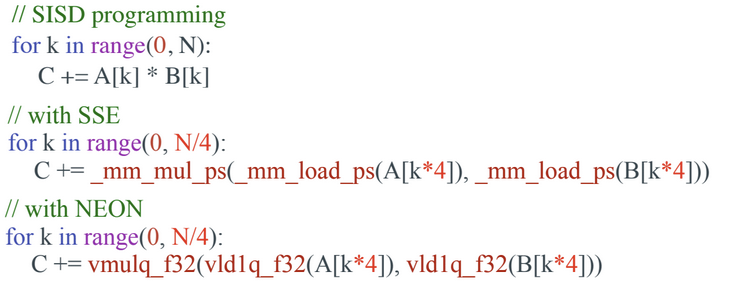 // SISD programming
for k in range(0, N):
C += A[k] * B[k]
// with SSE
for k in range(0, N/4):
C += _mm_mul_ps(_mm_load_ps(A[k*4]), _mm_load_ps(B[k*4]))
// with NEON
for k in range(0, N/4):
C += vmulq_f32(vld1q_f32(A[k*4]), vld1q_f32(B[k*4]))